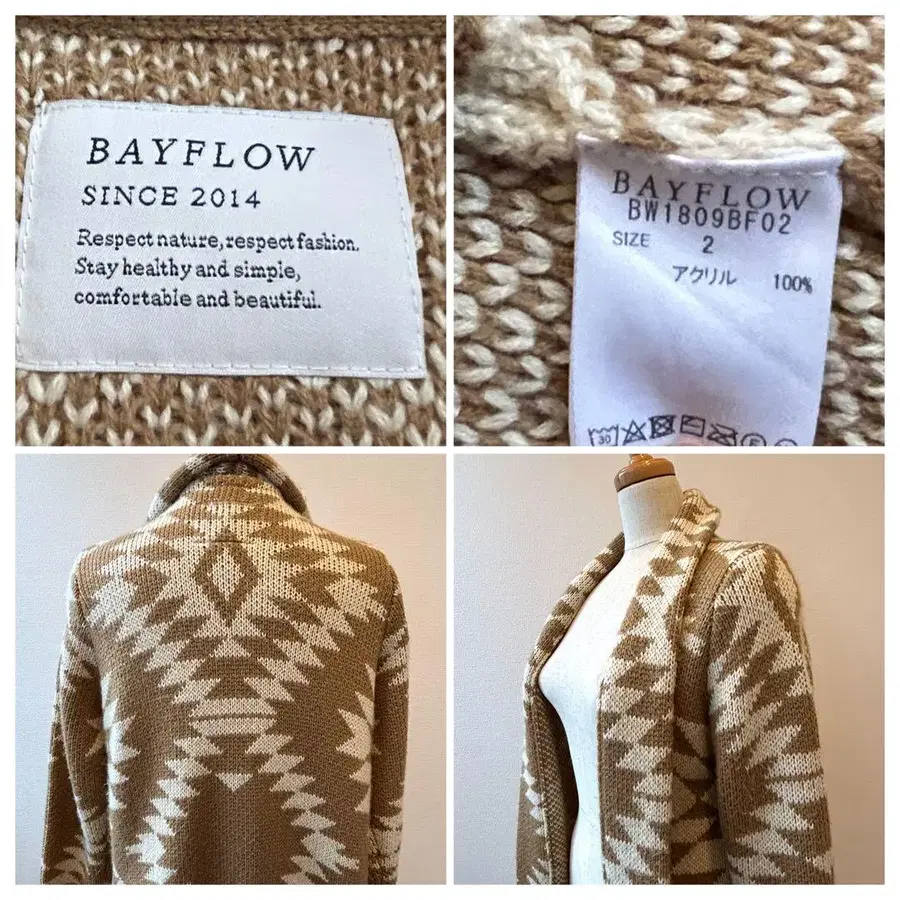 BAYFLOW
SINCE 2014
Respect nature, respect fashion.
Stay healthy and simple,
comfortable and beautiful.
BAYFLOW
BW1809BF02
SIZE 2
アクリル 100%
30